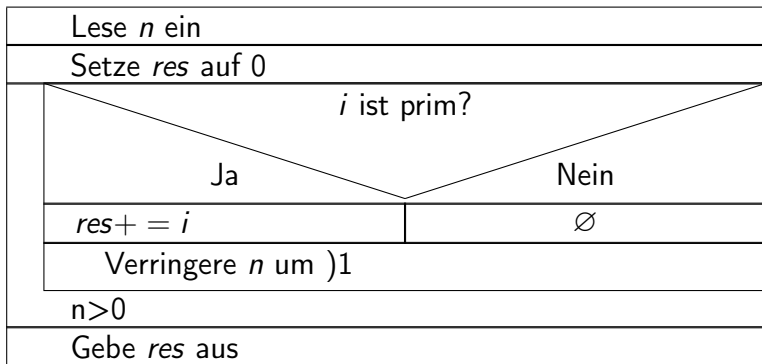 Lese n ein
Setze res auf 0
i ist prim?
Ja Nein
res+ = i ∅
Verringere n um )1
n>0
Gebe res aus